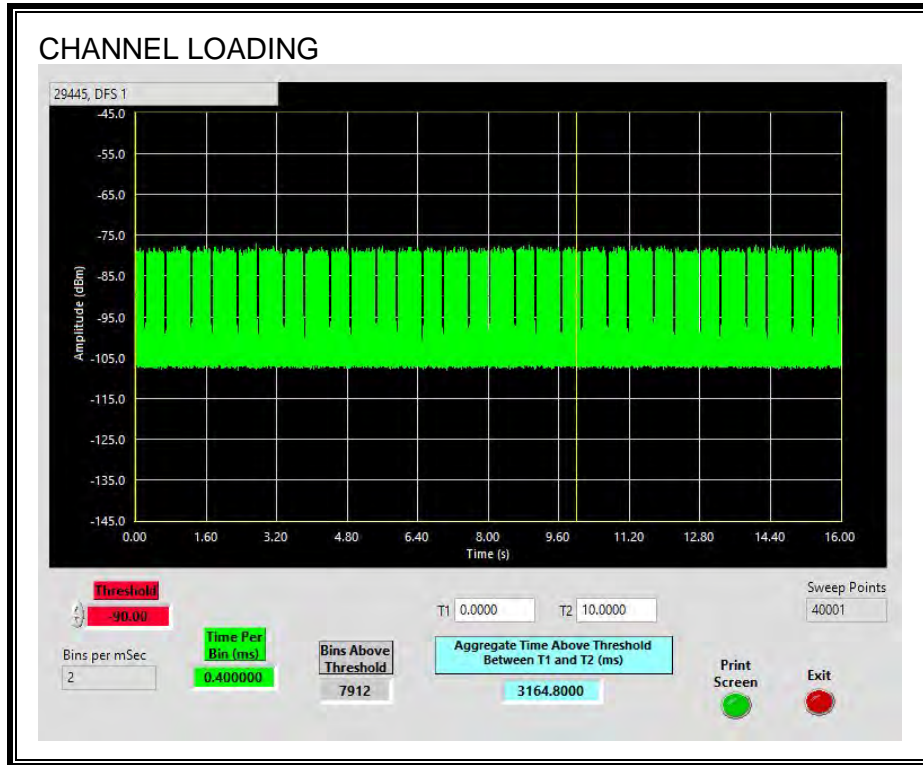 CHANNEL LOADING
29445, DFS 1
-45.0
-55.0
-65.0
-75.0
-85.0
-95.0
-105.0
-115.0
-125.0
-135.0
-145.0
Amplitude (dBm)
0.00 1.60 3.20 4.80 6.40 8.00 9.60 11.20 12.80 14.40 16.00
Time (s)
Threshold
-90.00
Bins per mSec
2
Time Per
Bin (ms)
0.400000
Bins Above
Threshold
7912
T1 0.0000 T2 10.0000
Aggregate Time Above Threshold
Between T1 and T2 (ms)
3164.8000
Sweep Points
40001
Print
Screen
Exit